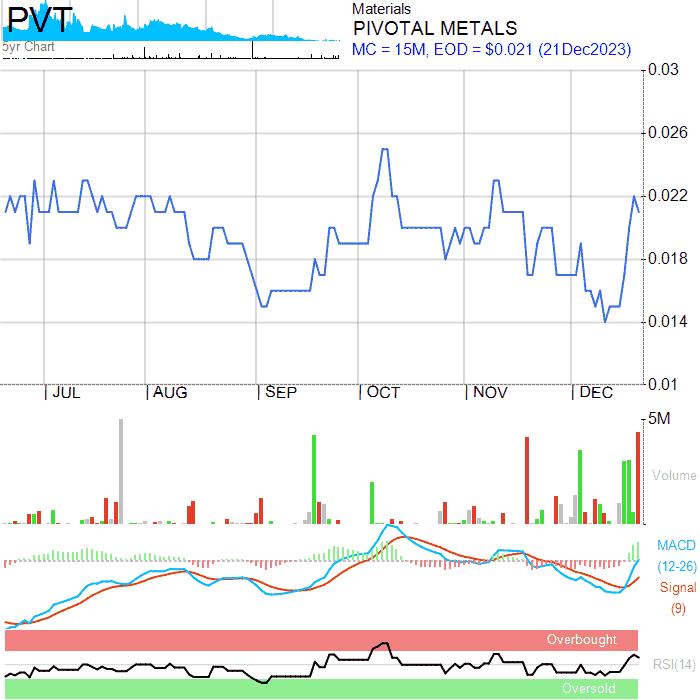 PVT
5yr Chart
Materials
PIVOTAL METALS
MC = 15M, EOD = $0.021 (21Dec2023)
0.03
0.026
0.022
0.018
0.014
0.01
JUL AUG SEP OCT NOV DEC
5M
Volume
MACD
(12-26)
Signal
(9)
Overbought
RSI(14)
Oversold